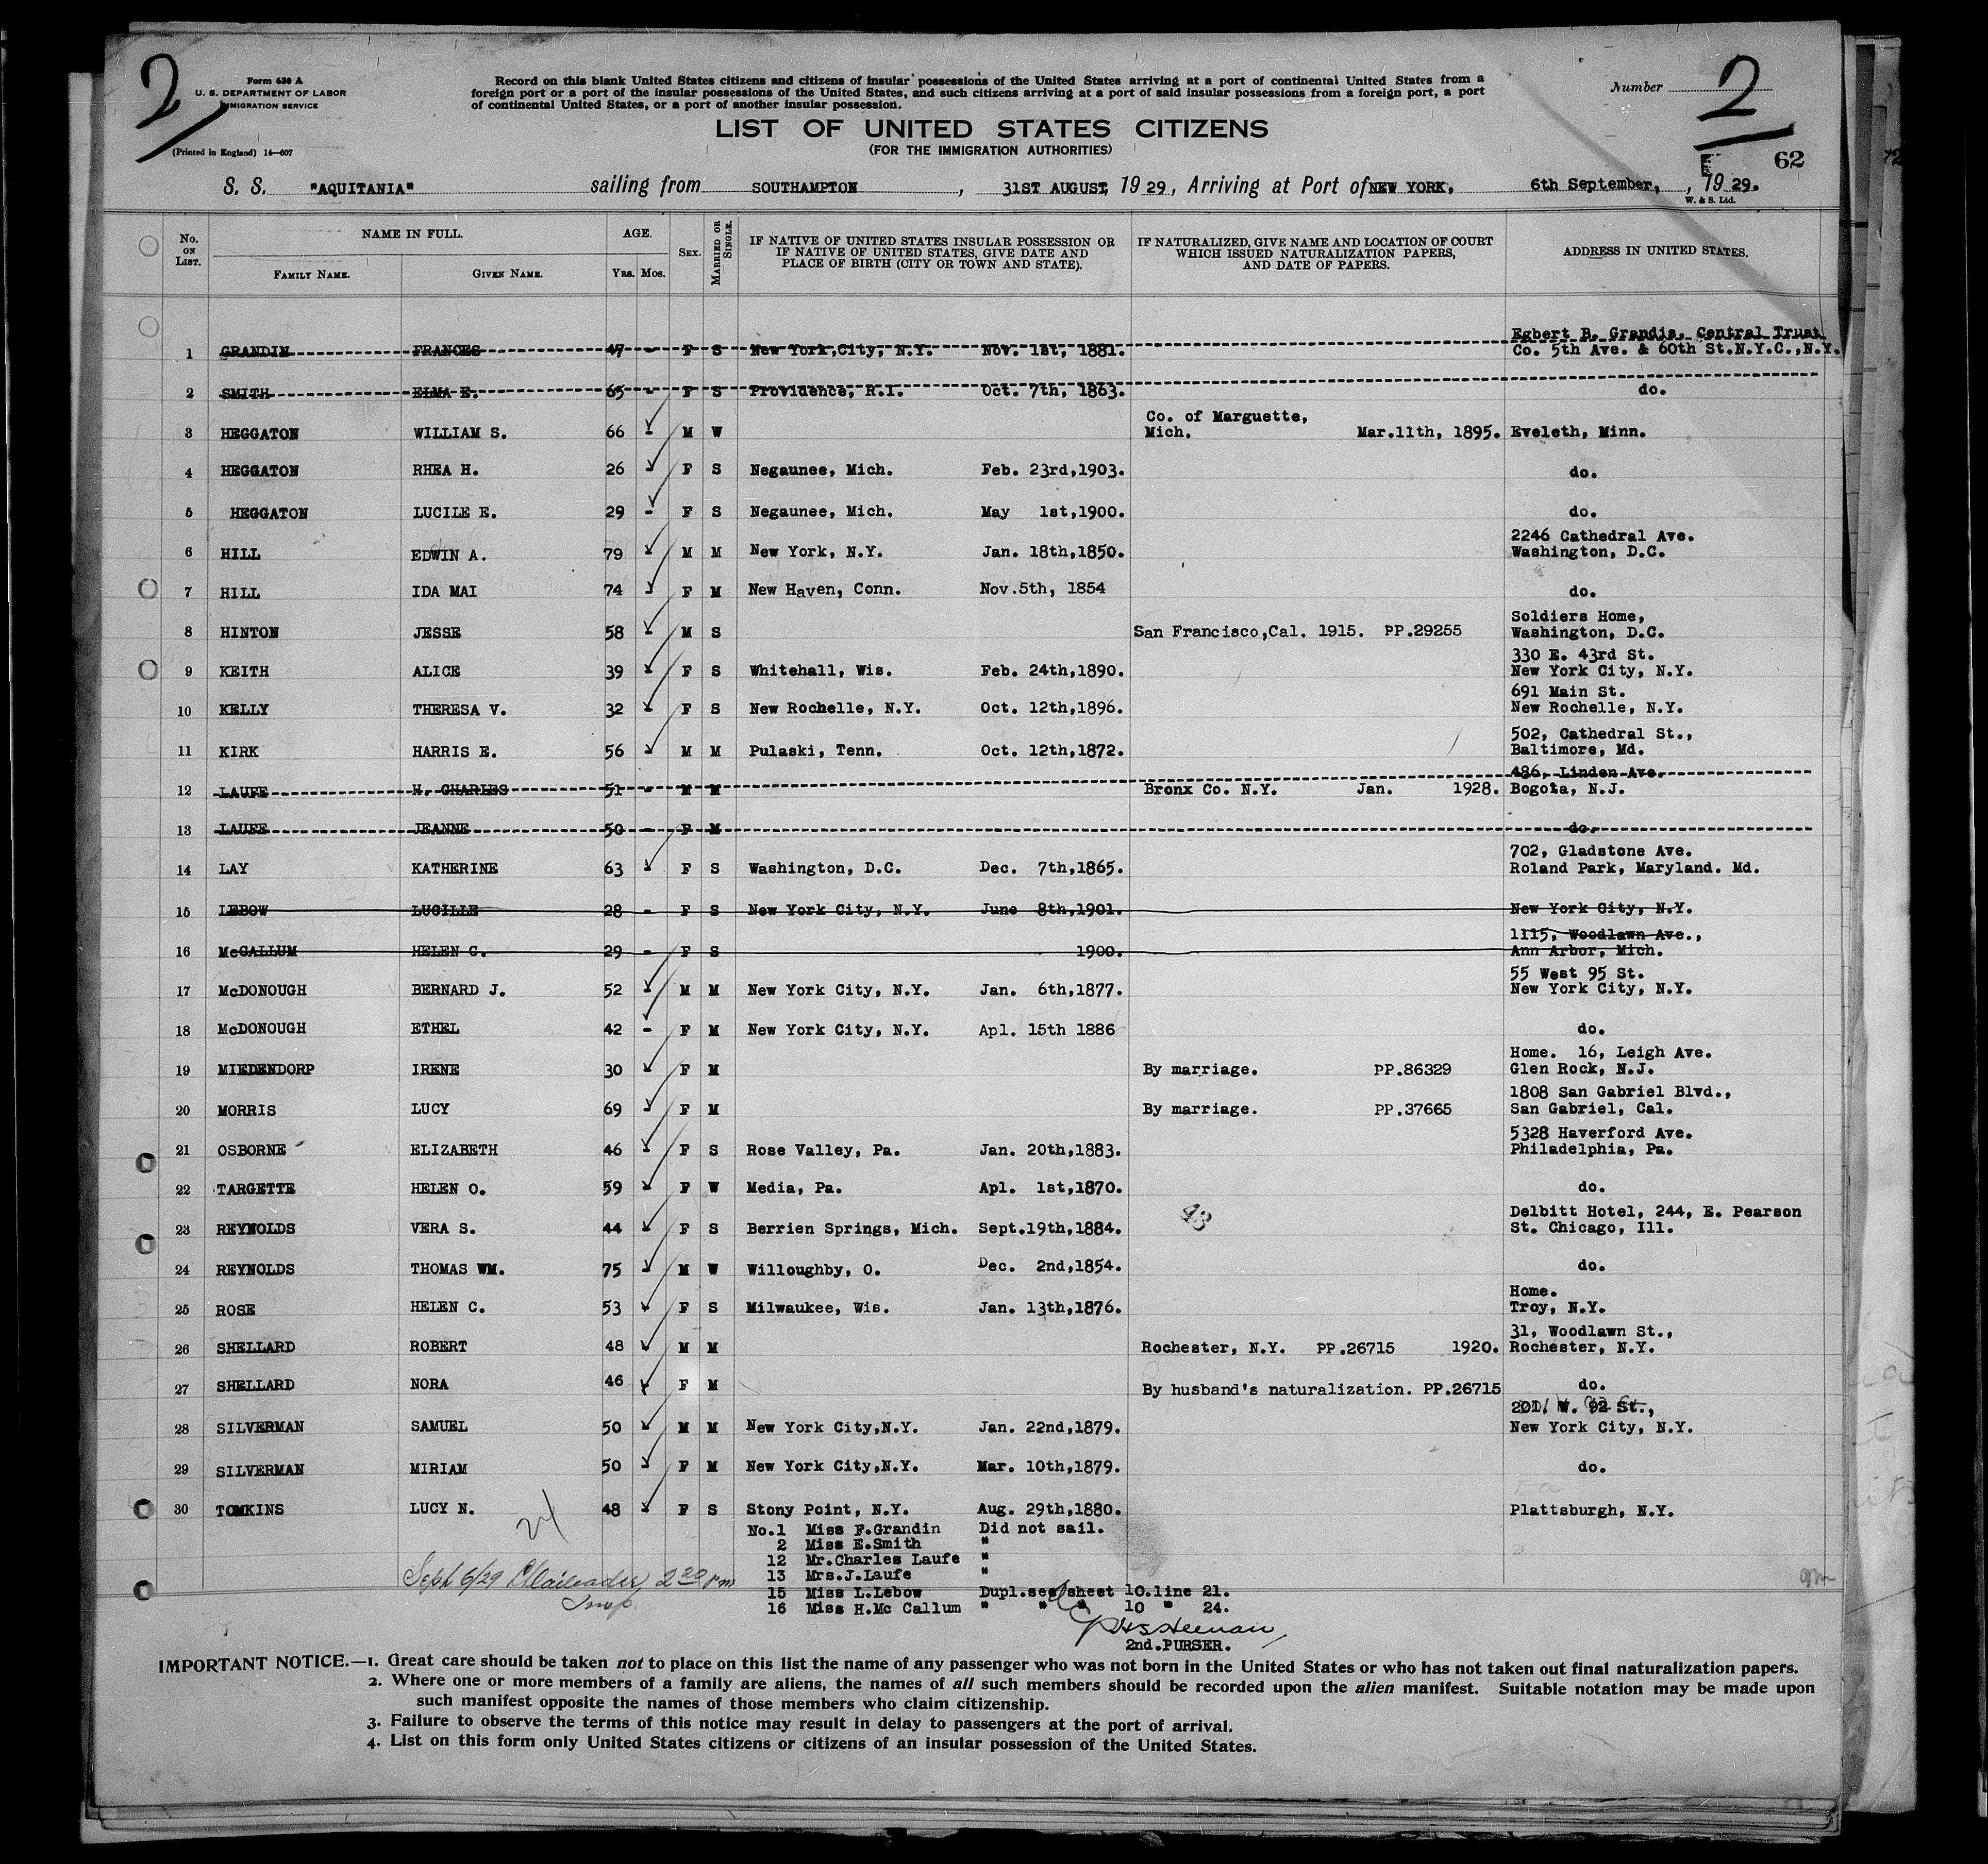 2
Form 630 A
U. S. DEPARTMENT OF LABOR
IMMIGRATION SERVICE
(Printed in England) 14—607
Record on this blank United States citizens and citizens of insular possessions of the United States arriving at a port of continental United States from a
foreign port or a port of the insular possessions of the United States, and such citizens arriving at a port of said insular possessions from a foreign port, a port
of continental United States, or a port of another insular possession.
Number 2
LIST OF UNITED STATES CITIZENS
(FOR THE IMMIGRATION AUTHORITIES)
62
S. S. "AQUITANIA" sailing from SOUTHAMPTON, 31ST AUGUST, 1929, Arriving at Port of NEW YORK, 6th September, , 1929.
W. & S. Ltd.
No. ON LIST. NAME IN FULL. FAMILY NAME. GIVEN NAME. AGE. Yrs. Mos. SEX. MARRIED OR SINGLE. IF NATIVE OF UNITED STATES INSULAR POSSESSION OR IF NATIVE OF UNITED STATES, GIVE DATE AND PLACE OF BIRTH (CITY OR TOWN AND STATE). IF NATURALIZED, GIVE NAME AND LOCATION OF COURT WHICH ISSUED NATURALIZATION PAPERS, AND DATE OF PAPERS. ADDRESS IN UNITED STATES.
Egbert B. Grandis, Central Trust
1 GRANDIN FRANCES 47 - F S New York,City, N.Y. Nov. 1st, 1881. Co. 5th Ave. & 60th St.N.Y.C.,N.Y.
2 SMITH ELMA E. 65 - F S Providence, R.I. Oct. 7th, 1863. do.
Co. of Marguette,
3 HEGGATON WILLIAM S. 66 - M W Mich. Mar.11th, 1895. Eveleth, Minn.
4 HEGGATON RHEA H. 26 - F S Negaunee, Mich. Feb. 23rd,1903. do.
5 HEGGATON LUCILE E. 29 - F S Negaunee, Mich. May 1st,1900. do.
2246 Cathedral Ave.
6 HILL EDWIN A. 79 - M M New York, N.Y. Jan. 18th,1850. Washington, D.C.
7 HILL IDA MAI 74 - F M New Haven, Conn. Nov.5th, 1854 do.
Soldiers Home,
8 HINTON JESSE 58 - M S San Francisco,Cal. 1915. PP.29255 Washington, D.C.
330 E. 43rd St.
9 KEITH ALICE 39 - F S Whitehall, Wis. Feb. 24th,1890. New York City, N.Y.
691 Main St.
10 KELLY THERESA V. 32 - F S New Rochelle, N.Y. Oct. 12th,1896. New Rochelle, N.Y.
502, Cathedral St.,
11 KIRK HARRIS E. 56 - M M Pulaski, Tenn. Oct. 12th,1872. Baltimore, Md.
486, Linden Ave.
12 LAUFE H. CHARLES 51 - M M Bronx Co. N.Y. Jan. 1928. Bogota, N.J.
13 LAUFE JEANNE 50 - F M do.
702, Gladstone Ave.
14 LAY KATHERINE 63 - F S Washington, D.C. Dec. 7th,1865. Roland Park, Maryland. Md.
15 LEBOW LUCILLE 28 - F S New York City, N.Y. June 8th,1901. New York City, N.Y.
1115, Woodlawn Ave.,
16 McCALLUM HELEN C. 29 - F S 1900. Ann Arbor, Mich.
55 West 95 St.
17 McDONOUGH BERNARD J. 52 - M M New York City, N.Y. Jan. 6th,1877. New York City, N.Y.
18 McDONOUGH ETHEL 42 - F M New York City, N.Y. Apl. 15th 1886 do.
Home. 16, Leigh Ave.
19 MIEDENDORP IRENE 30 - F M By marriage. PP.86329 Glen Rock, N.J.
1808 San Gabriel Blvd.,
20 MORRIS LUCY 69 - F M By marriage. PP.37665 San Gabriel, Cal.
5328 Haverford Ave.
21 OSBORNE ELIZABETH 46 - F S Rose Valley, Pa. Jan. 20th,1883. Philadelphia, Pa.
22 TARGETTE HELEN O. 59 - F W Media, Pa. Apl. 1st,1870. do.
48
Delbitt Hotel, 244, E. Pearson
23 REYNOLDS VERA S. 44 - F S Berrien Springs, Mich. Sept.19th,1884. St. Chicago, Ill.
24 REYNOLDS THOMAS WM. 75 - M W Willoughby, O. Dec. 2nd,1854. do.
Home.
25 ROSE HELEN C. 53 - F S Milwaukee, Wis. Jan. 13th,1876. Troy, N.Y.
31, Woodlawn St.,
26 SHELLARD ROBERT 48 - M M Rochester, N.Y. PP.26715 1920. Rochester, N.Y.
27 SHELLARD NORA 46 - F M By husband's naturalization. PP.26715 do.
201, W. 92 St.,
28 SILVERMAN SAMUEL 50 - M M New York City,N.Y. Jan. 22nd,1879. New York City, N.Y.
29 SILVERMAN MIRIAM 50 - F M New York City,N.Y. Mar. 10th,1879. do.
30 TOMKINS LUCY N. 48 - F S Stony Point, N.Y. Aug. 29th,1880. Plattsburgh, N.Y.
No.1 Miss F.Grandin Did not sail.
2 Miss E.Smith "
12 Mr.Charles Laufe "
13 Mrs.J.Laufe "
Sept 6/29 2 20 pm
Insp.
15 Miss L.Lebow Dupl.see sheet 10.line 21.
16 Miss H.Mc Callum " " " 10 " 24.
2nd.PURSER.
IMPORTANT NOTICE.—1. Great care should be taken not to place on this list the name of any passenger who was not born in the United States or who has not taken out final naturalization papers.
2. Where one or more members of a family are aliens, the names of all such members should be recorded upon the alien manifest. Suitable notation may be made upon
such manifest opposite the names of those members who claim citizenship.
3. Failure to observe the terms of this notice may result in delay to passengers at the port of arrival.
4. List on this form only United States citizens or citizens of an insular possession of the United States.